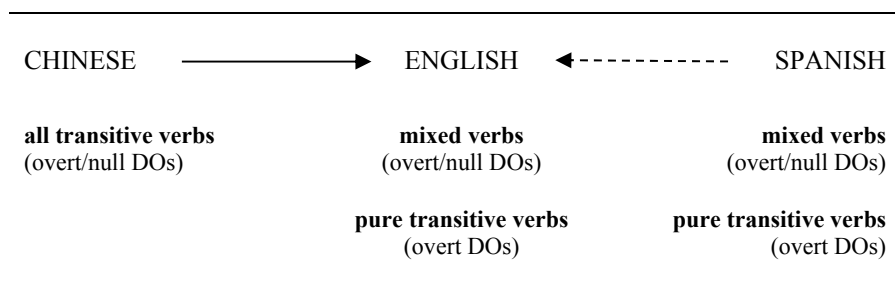 CHINESE ENGLISH SPANISH
all transitive verbs mixed verbs mixed verbs
(overt/null DOs) (overt/null DOs) (overt/null DOs)
pure transitive verbs pure transitive verbs
(overt DOs) (overt DOs)